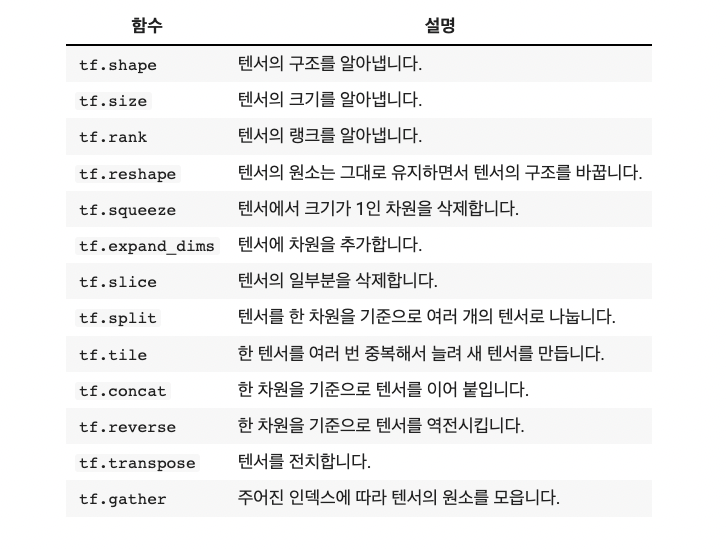 함수 설명
tf.shape 텐서의 구조를 알아냅니다.
tf.size 텐서의 크기를 알아냅니다.
tf.rank 텐서의 랭크를 알아냅니다.
tf.reshape 텐서의 원소는 그대로 유지하면서 텐서의 구조를 바꿉니다.
tf.squeeze 텐서에서 크기가 1인 차원을 삭제합니다.
tf.expand_dims 텐서에 차원을 추가합니다.
tf.slice 텐서의 일부분을 삭제합니다.
tf.split 텐서를 한 차원을 기준으로 여러 개의 텐서로 나눕니다.
tf.tile 한 텐서를 여러 번 중복해서 늘려 새 텐서를 만듭니다.
tf.concat 한 차원을 기준으로 텐서를 이어 붙입니다.
tf.reverse 한 차원을 기준으로 텐서를 역전시킵니다.
tf.transpose 텐서를 전치합니다.
tf.gather 주어진 인덱스에 따라 텐서의 원소를 모읍니다.